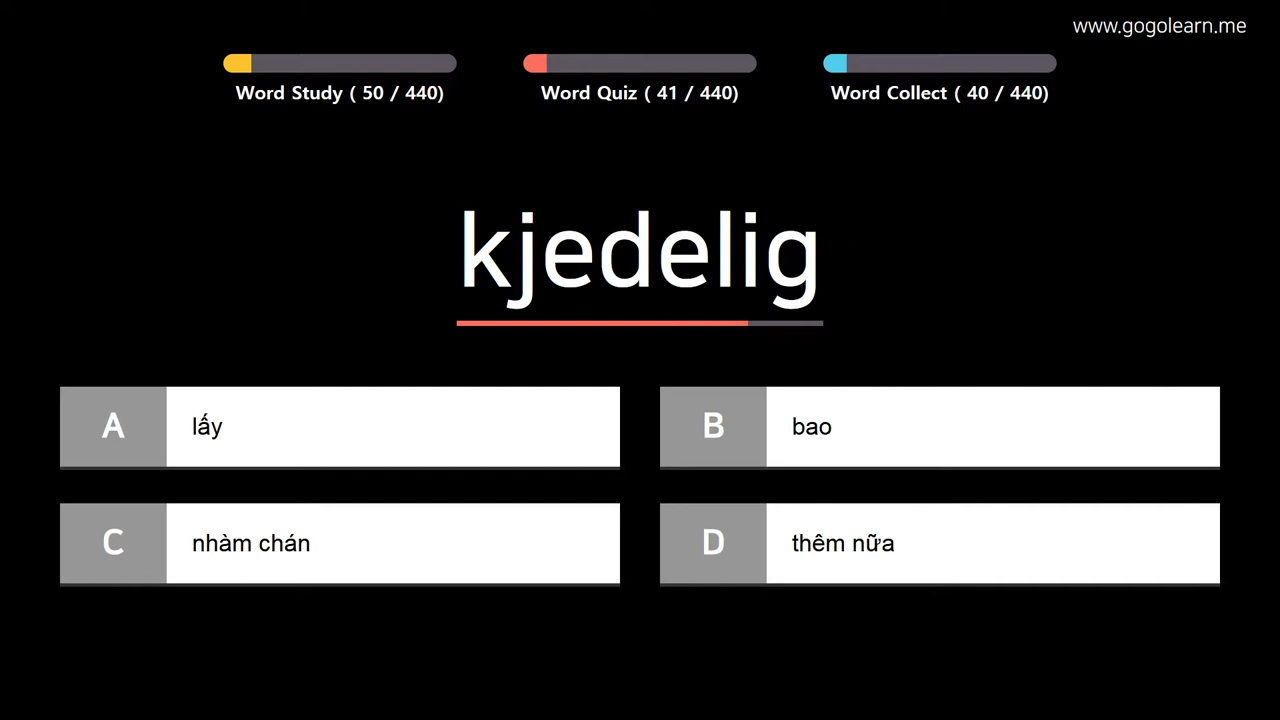 www.gogolearn.me
Word Study ( 50 / 440)
Word Quiz ( 41 / 440)
Word Collect ( 40 / 440)
kjedelig
A lấy
B bao
C nhàm chán
D thêm nữa